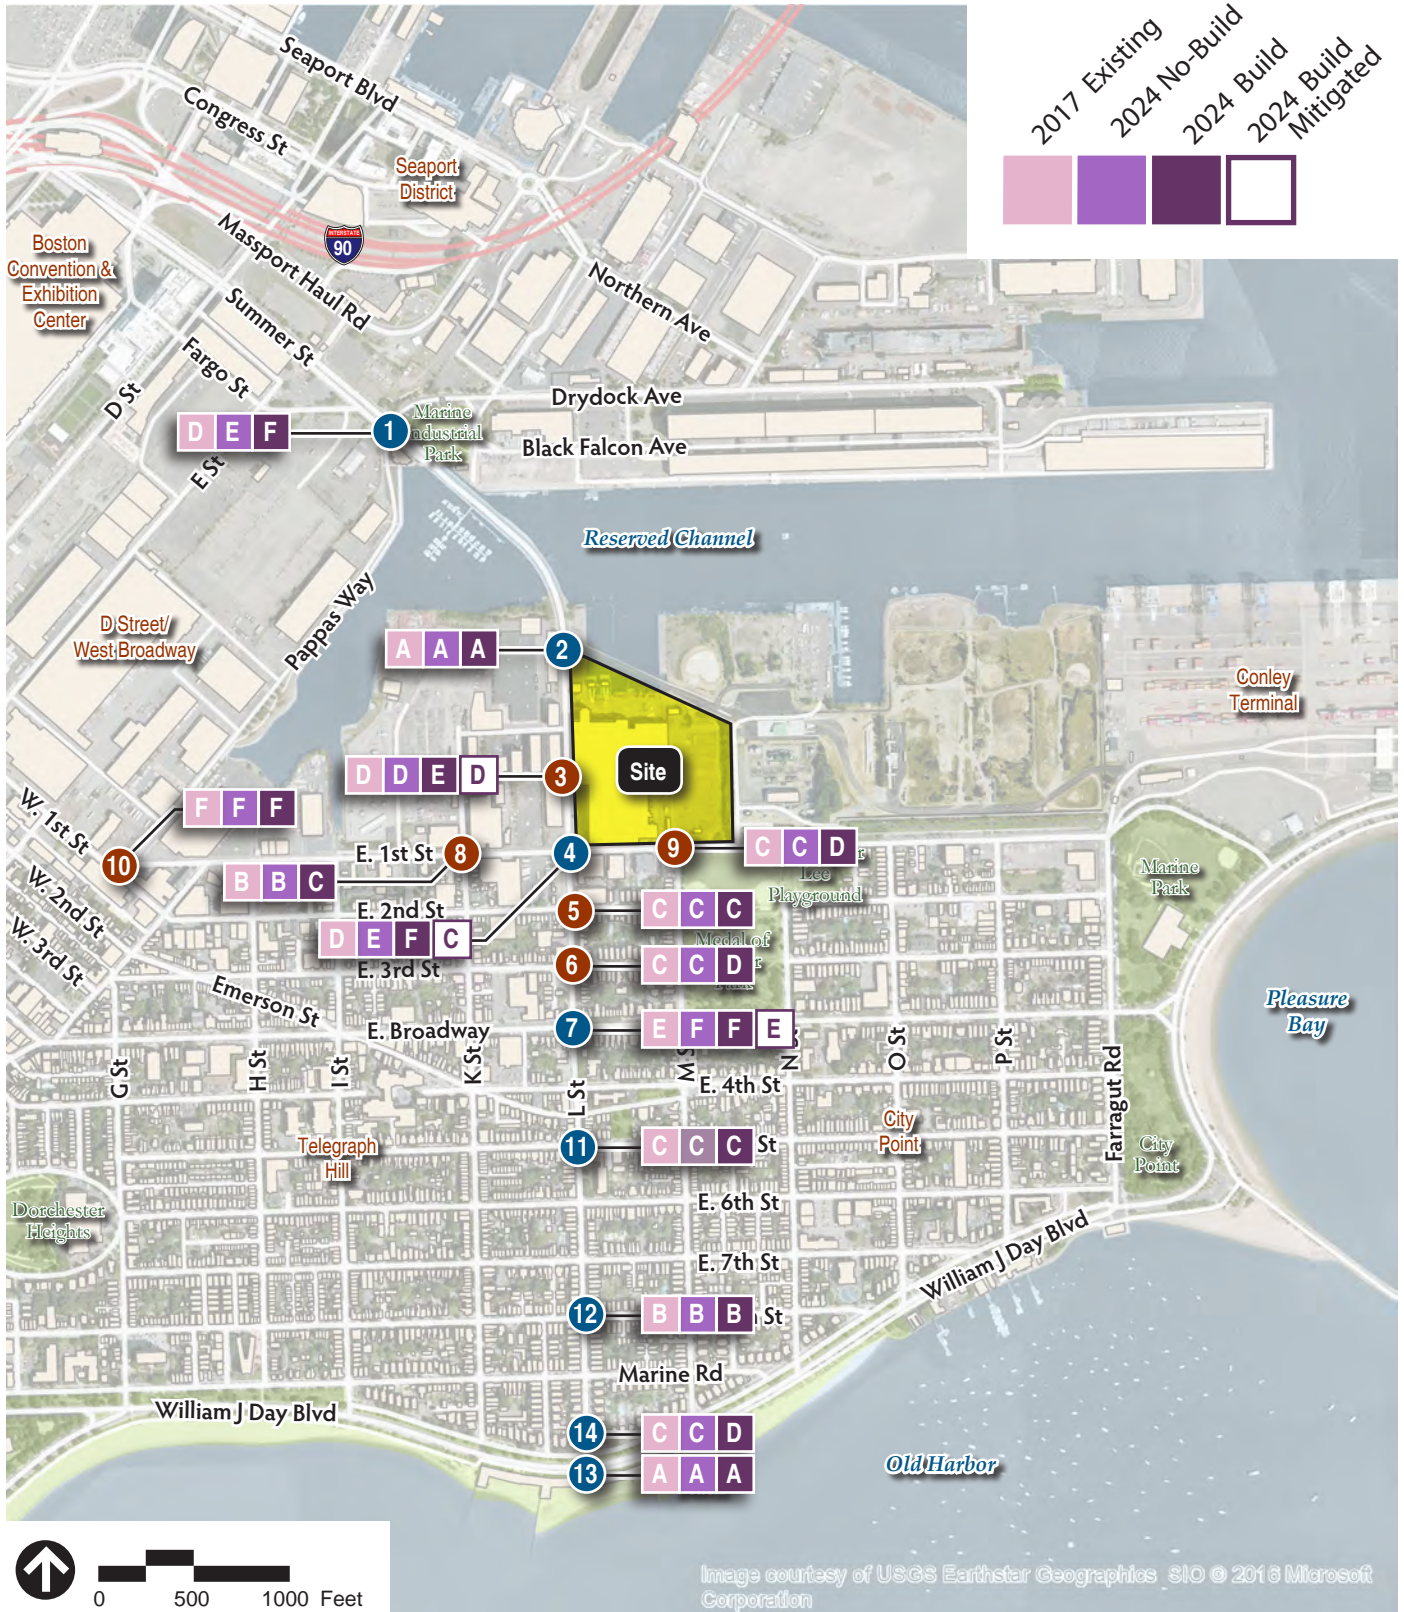 2017 Existing
2024 No-Build
2024 Build
2024 Build
Mitigated
Seaport Blvd
Congress St
Seaport
District
INTERSTATE
90
Massport Haul Rd
Boston
Convention &
Exhibition
Center
Summer St
Northern Ave
Fargo St
D St
Drydock Ave
D E F
1
Marine
Industrial
Park
Black Falcon Ave
E St
Reserved Channel
Pappas Way
D Street/
West Broadway
A A A
2
Conley
Terminal
D D E D
3
Site
W. 1st St
F F F
10
E. 1st St
8
4
9
C C D
Lee
Playground
Marine
Park
W. 2nd St
B B C
E. 2nd St
5
C C C
W. 3rd St
D E F C
Medal of
Park
E. 3rd St
6
C C D
Emerson St
E. Broadway
7
E F F E
Pleasure
Bay
G St
H St
I St
K St
L St
M S
N
O St
P St
Farragut Rd
E. 4th St
Telegraph
Hill
11
C C C
St
City
Point
City
Point
Dorchester
Heights
E. 6th St
E. 7th St
William J Day Blvd
12
B B B
St
Marine Rd
William J Day Blvd
14
C C D
13
A A A
Old Harbor
0 500 1000 Feet
Image courtesy of USGS Earthstar Geographics SIO © 2016 Microsoft
Corporation